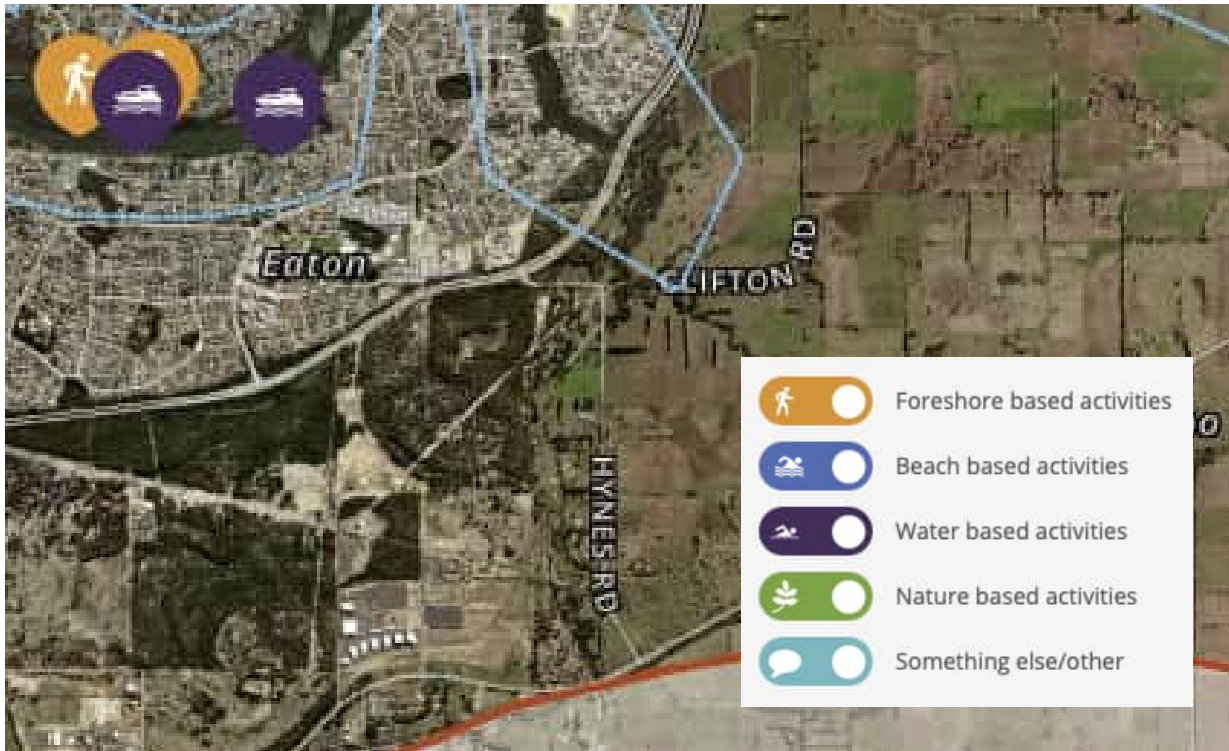 Eaton
CLIFTON RD
HYNES RD
Foreshore based activities
Beach based activities
Water based activities
Nature based activities
Something else/other